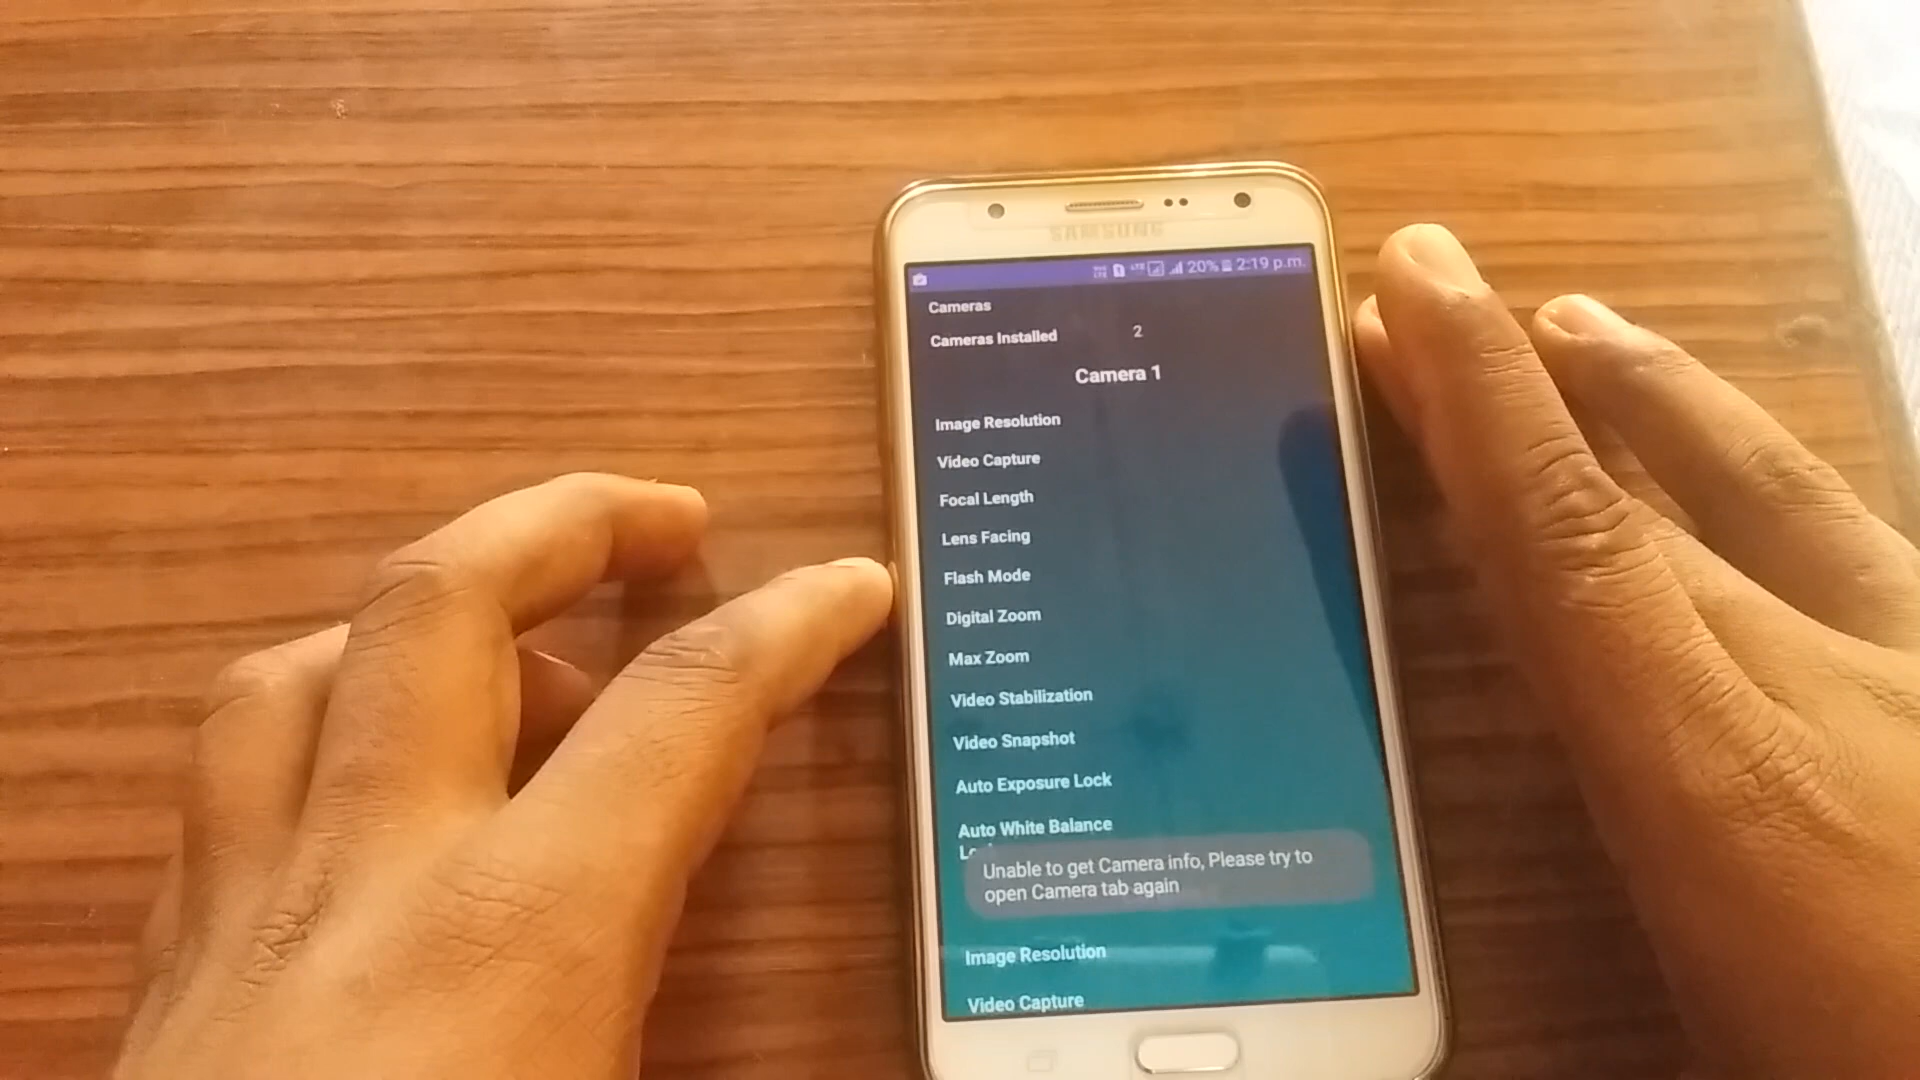 SAMSUNG
LTE 20% 2:19 p.m.
Cameras
Cameras Installed 2
Camera 1
Image Resolution
Video Capture
Focal Length
Lens Facing
Flash Mode
Digital Zoom
Max Zoom
Video Stabilization
Video Snapshot
Auto Exposure Lock
Auto White Balance
Unable to get Camera info, Please try to
open Camera tab again
Image Resolution
Video Capture